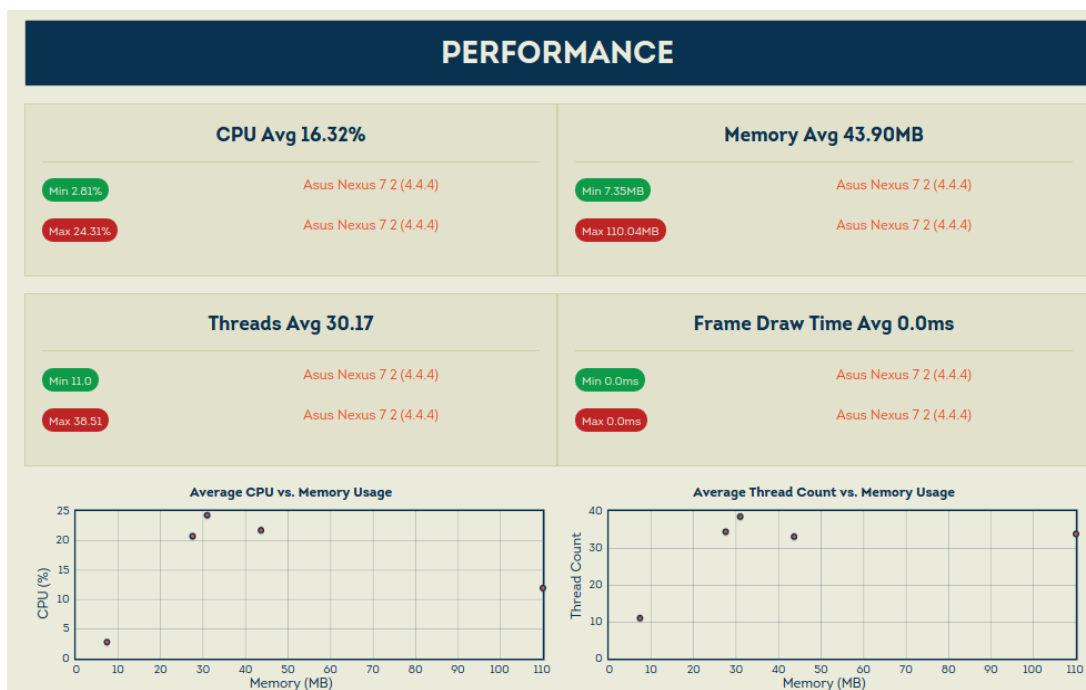 PERFORMANCE
CPU Avg 16.32%
Min 2.81% Asus Nexus 7 2 (4.4.4)
Max 24.31% Asus Nexus 7 2 (4.4.4)
Memory Avg 43.90MB
Min 7.35MB Asus Nexus 7 2 (4.4.4)
Max 110.04MB Asus Nexus 7 2 (4.4.4)
Threads Avg 30.17
Min 11.0 Asus Nexus 7 2 (4.4.4)
Max 38.51 Asus Nexus 7 2 (4.4.4)
Frame Draw Time Avg 0.0ms
Min 0.0ms Asus Nexus 7 2 (4.4.4)
Max 0.0ms Asus Nexus 7 2 (4.4.4)
Average CPU vs. Memory Usage
25
20
15
10
5
0
CPU (%)
0 10 20 30 40 50 60 70 80 90 100 110
Memory (MB)
Average Thread Count vs. Memory Usage
40
30
20
10
0
Thread Count
0 10 20 30 40 50 60 70 80 90 100 110
Memory (MB)